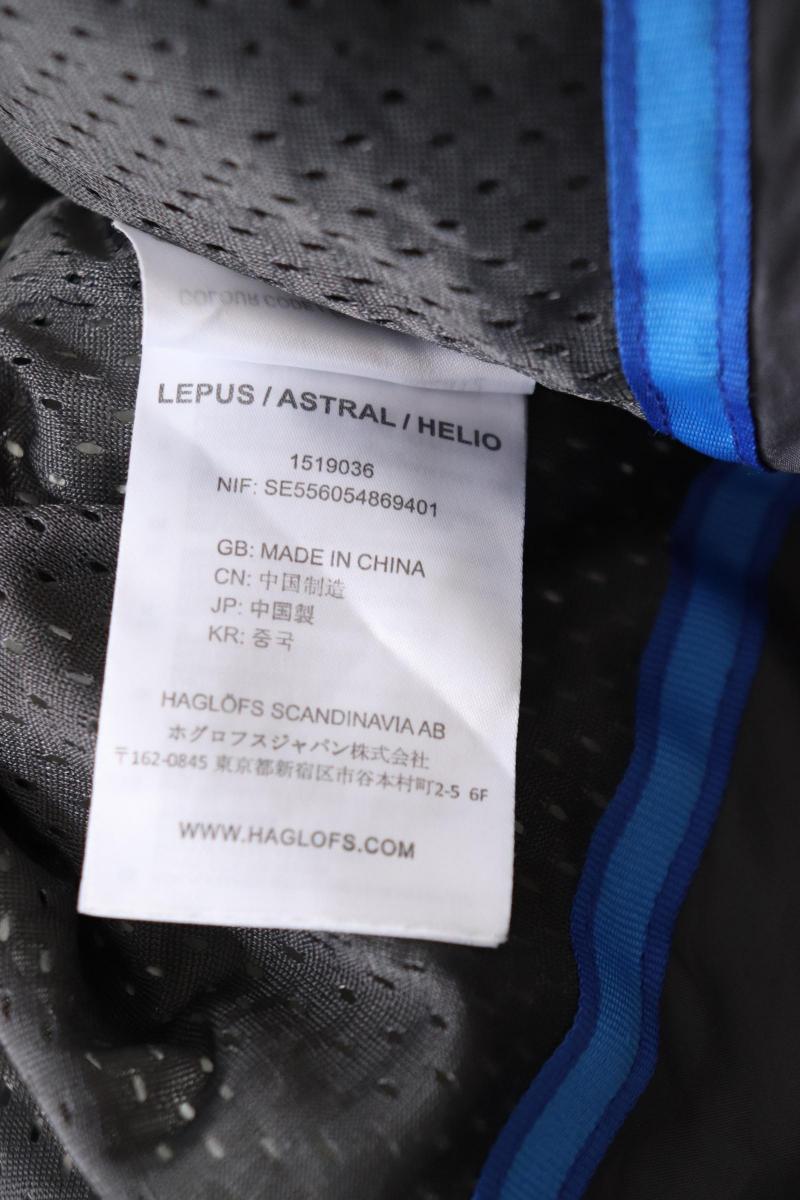 COLOUR CODE
LEPUS / ASTRAL / HELIO
1519036
NIF: SE556054869401
GB: MADE IN CHINA
CN: 中国制造
JP: 中国製
KR: 중국
HAGLÖFS SCANDINAVIA AB
ホグロフスジャパン株式会社
〒162-0845 東京都新宿区市谷本村町2-5 6F
WWW.HAGLOFS.COM